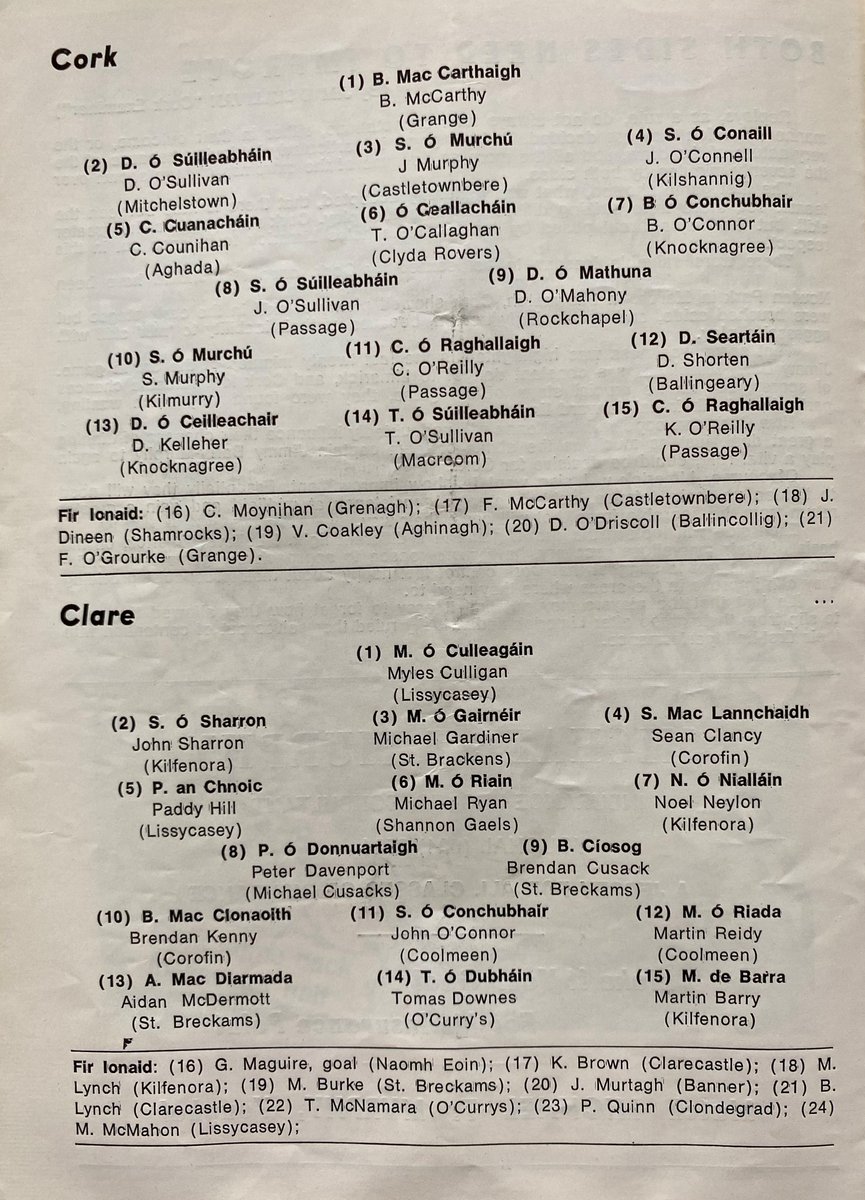 Cork
(1) B. Mac Carthaigh
B. McCarthy
(Grange)
(2) D. Ó Súilleabháin
D. O'Sullivan
(Mitchelstown)
(3) S. Ó Murchú
J Murphy
(Castletownbere)
(4) S. Ó Conaill
J. O'Connell
(Kilshannig)
(5) C. Cuanacháin
C. Counihan
(Aghada)
(6) Ó Ceallacháin
T. O'Callaghan
(Clyda Rovers)
(7) B Ó Conchubhair
B. O'Connor
(Knocknagree)
(8) S. Ó Súilleabháin
J. O'Sullivan
(Passage)
(9) D. Ó Mathuna
D. O'Mahony
(Rockchapel)
(10) S. Ó Murchú
S. Murphy
(Kilmurry)
(11) C. Ó Raghallaigh
C. O'Reilly
(Passage)
(12) D. Seartáin
D. Shorten
(Ballingeary)
(13) D. Ó Ceilleachair
D. Kelleher
(Knocknagree)
(14) T. Ó Súilleabháin
T. O'Sullivan
(Macroom)
(15) C. Ó Raghallaigh
K. O'Reilly
(Passage)
Fir Ionaid: (16) C. Moynihan (Grenagh); (17) F. McCarthy (Castletownbere); (18) J.
Dineen (Shamrocks); (19) V. Coakley (Aghinagh); (20) D. O'Driscoll (Ballincollig); (21)
F. O'Grourke (Grange).
...
Clare
(1) M. Ó Culleagáin
Myles Culligan
(Lissycasey)
(2) S. Ó Sharron
John Sharron
(Kilfenora)
(3) M. Ó Gairnéir
Michael Gardiner
(St. Brackens)
(4) S. Mac Lannchaidh
Sean Clancy
(Corofin)
(5) P. an Chnoic
Paddy Hill
(Lissycasey)
(6) M. Ó Riain
Michael Ryan
(Shannon Gaels)
(7) N. Ó Nialláin
Noel Neylon
(Kilfenora)
(8) P. Ó Donnuartaigh
Peter Davenport
(Michael Cusacks)
(9) B. Cíosog
Brendan Cusack
(St. Breckams)
(10) B. Mac Clonaoith
Brendan Kenny
(Corofin)
(11) S. Ó Conchubhair
John O'Connor
(Coolmeen)
(12) M. Ó Riada
Martin Reidy
(Coolmeen)
(13) A. Mac Diarmada
Aidan McDermott
(St. Breckams)
(14) T. Ó Dubháin
Tomas Downes
(O'Curry's)
(15) M. de Barra
Martin Barry
(Kilfenora)
Fir Ionaid: (16) G. Maguire, goal (Naomh Eoin); (17) K. Brown (Clarecastle); (18) M.
Lynch (Kilfenora); (19) M. Burke (St. Breckams); (20) J. Murtagh (Banner); (21) B.
Lynch (Clarecastle); (22) T. McNamara (O'Currys); (23) P. Quinn (Clondegrad); (24)
M. McMahon (Lissycasey);